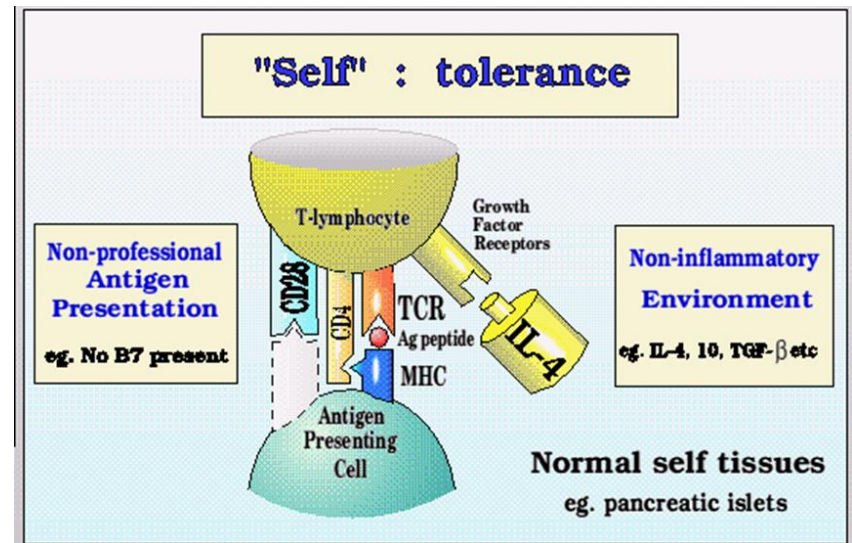 "Self" : tolerance
T-lymphocyte
Growth
Factor
Receptors
Non-professional
Antigen
Presentation
eg. No B7 present
CD28
CD4
TCR
Ag peptide
MHC
IL-4
Non-inflammatory
Environment
eg. IL-4, 10, TGF-β etc
Antigen
Presenting
Cell
Normal self tissues
eg. pancreatic islets